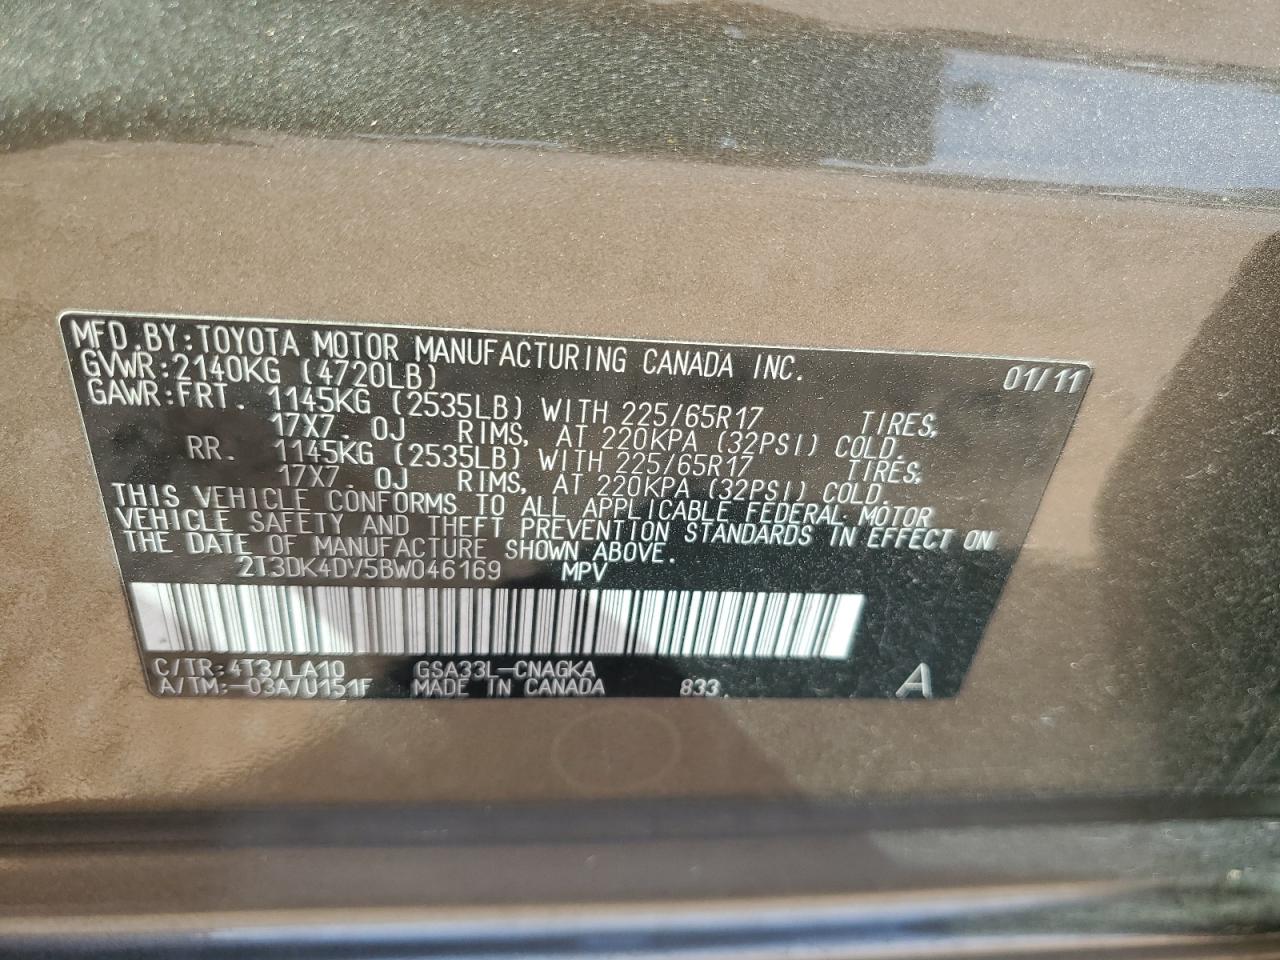 MFD.BY:TOYOTA MOTOR MANUFACTURING CANADA INC. 01/11
GVWR:2140KG (4720LB)
GAWR:FRT. 1145KG (2535LB) WITH 225/65R17 TIRES,
17X7.0J RIMS, AT 220KPA (32PSI) COLD.
RR. 1145KG (2535LB) WITH 225/65R17 TIRES,
17X7.0J RIMS, AT 220KPA (32PSI) COLD.
THIS VEHICLE CONFORMS TO ALL APPLICABLE FEDERAL MOTOR
VEHICLE SAFETY AND THEFT PREVENTION STANDARDS IN EFFECT ON
THE DATE OF MANUFACTURE SHOWN ABOVE.
2T3DK4DV5BW046169 MPV
C/TR:4T3/LA10 GSA33L-CNAGKA
A/TM:-03A/U151F MADE IN CANADA 833 A